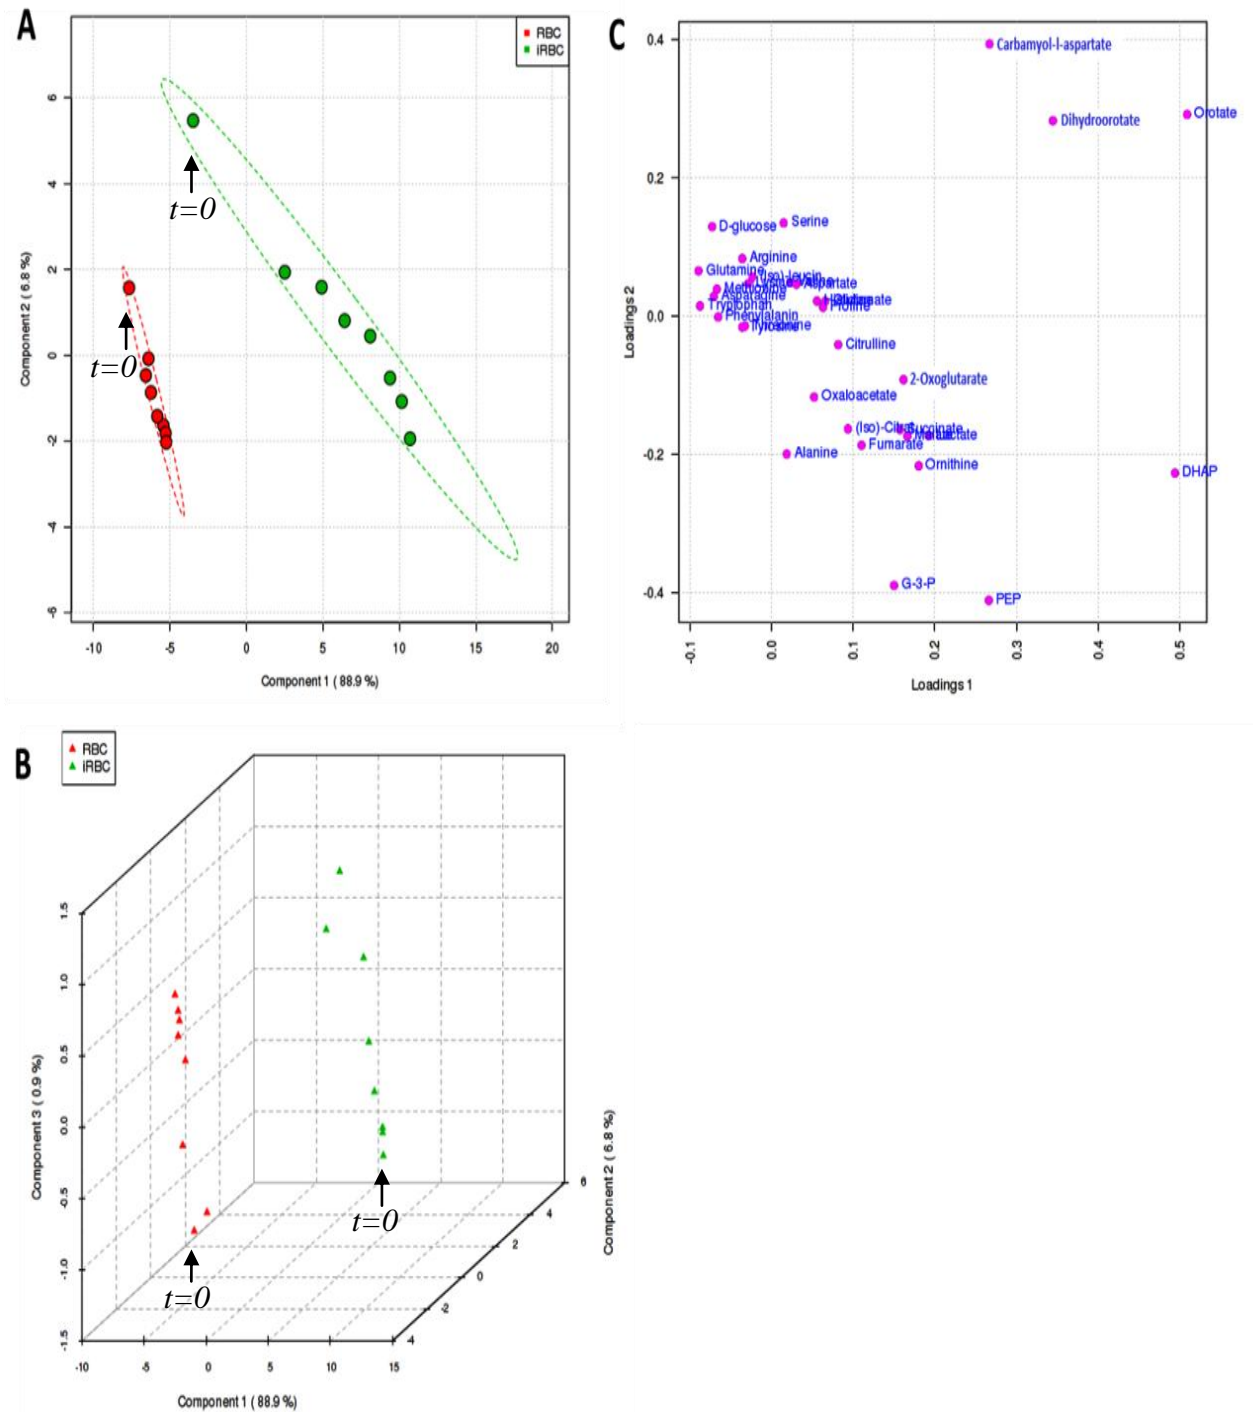 A
RBC
iRBC
t=0
t=0
Component 2 ( 6.8 %)
6
4
2
0
-2
-4
-6
-10
-5
0
5
10
15
20
Component 1 ( 88.9 %)
C
Carbamyol-l-aspartate
Orotate
Dihydroorotate
Serine
D-glucose
Arginine
Glutamine
(Iso)-leucin
Aspartate
Methionine
Asparagine
Tryptophan
Proline
Phenylalanin
Tyrosine
Citrulline
2-Oxoglutarate
Oxaloacetate
(Iso)-Citrat
Succinate
Fumarate
Alanine
Ornithine
DHAP
G-3-P
PEP
Loadings 2
0.4
0.2
0.0
-0.2
-0.4
-0.1
0.0
0.1
0.2
0.3
0.4
0.5
Loadings 1
B
RBC
iRBC
t=0
t=0
Component 3 ( 0.9 %)
1.5
1.0
0.5
0.0
-0.5
-1.0
-1.5
-10
-5
0
5
10
15
Component 1 ( 88.9 %)
6
4
2
0
-2
-4
Component 2 ( 6.8 %)